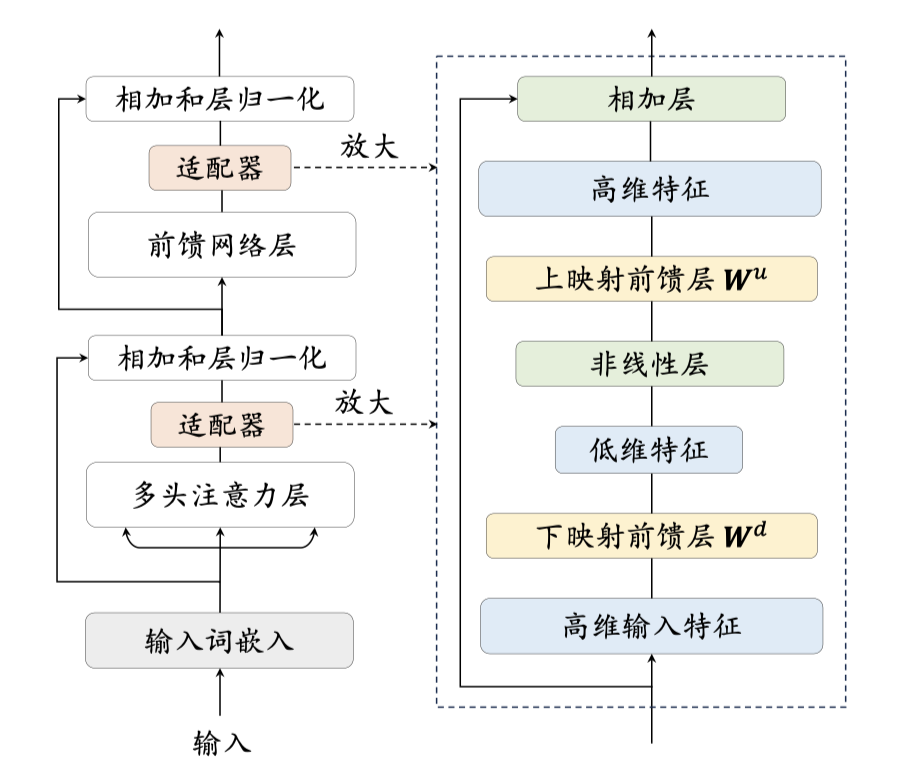 相加和层归一化
适配器
放大
前馈网络层
相加和层归一化
适配器
放大
多头注意力层
输入词嵌入
输入
相加层
高维特征
上映射前馈层 W^u
非线性层
低维特征
下映射前馈层 W^d
高维输入特征